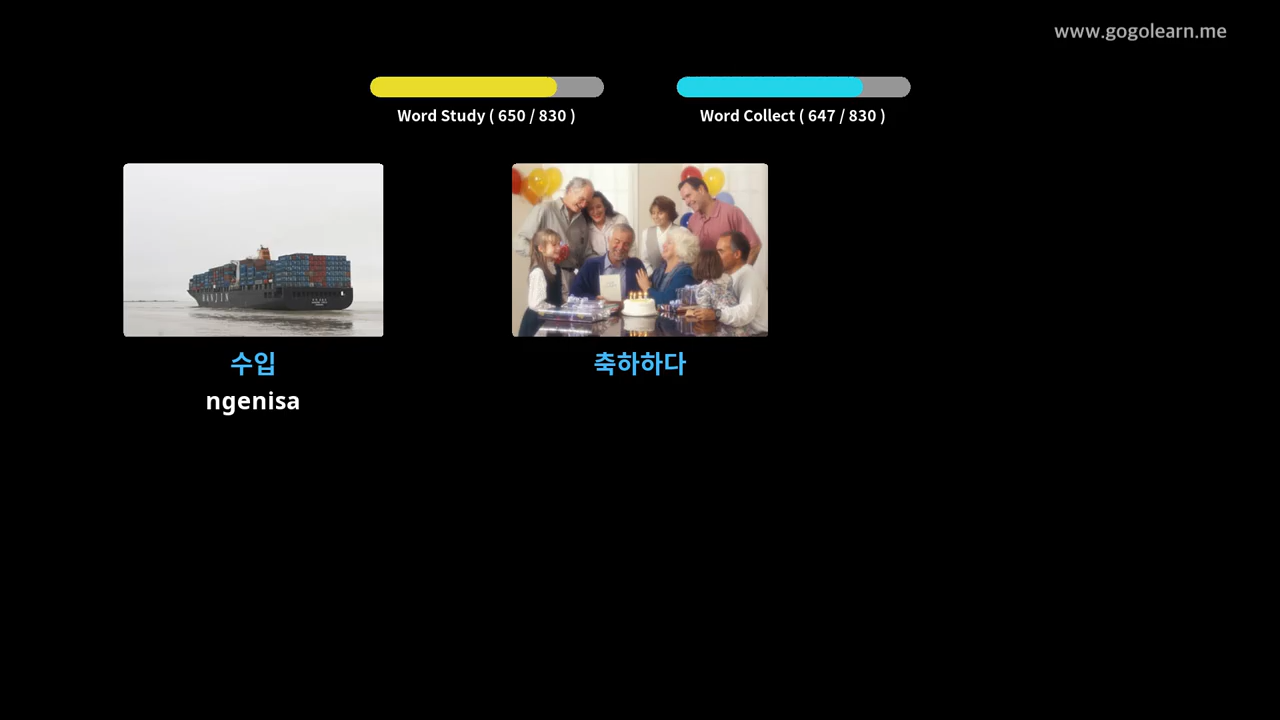 www.gogolearn.me
Word Study ( 650 / 830 )
Word Collect ( 647 / 830 )
수입
ngenisa
축하하다